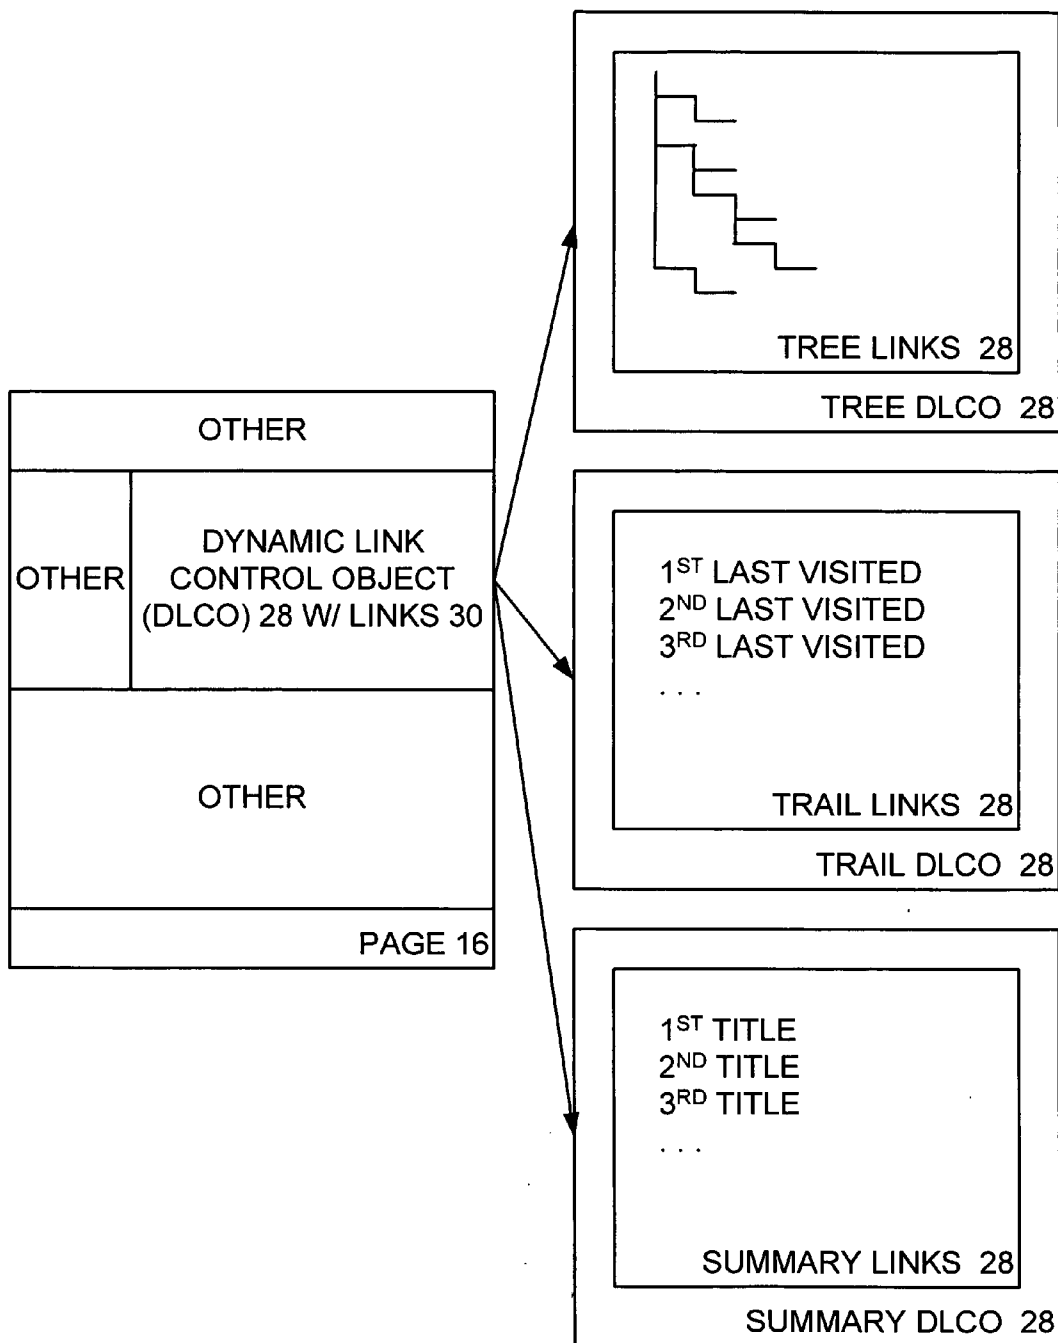 OTHER
OTHER
DYNAMIC LINK
CONTROL OBJECT
(DLCO) 28 W/ LINKS 30
OTHER
PAGE 16
TREE LINKS 28
TREE DLCO 28
1ST LAST VISITED
2ND LAST VISITED
3RD LAST VISITED
. . .
TRAIL LINKS 28
TRAIL DLCO 28
1ST TITLE
2ND TITLE
3RD TITLE
. . .
SUMMARY LINKS 28
SUMMARY DLCO 28